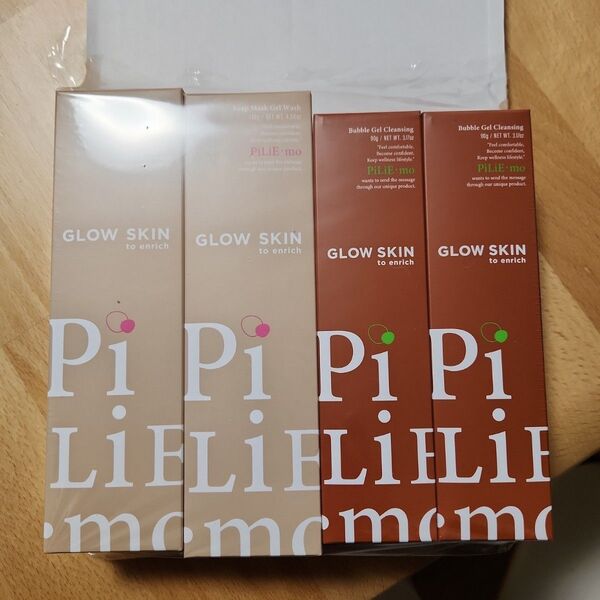 GLOW SKIN
to enrich
Pi
LiE
·mo
Soap Mask Gel Wash
PiLiE·mo
GLOW SKIN
to enrich
Pi
LiE
·mo
Bubble Gel Cleansing
90g / NET WT. 3.17oz
"Feel comfortable,
Become confident,
Keep wellness lifestyle."
PiLiE·mo
wants to send the message
through our unique product.
GLOW SKIN
to enrich
Pi
LiE
·mo
Bubble Gel Cleansing
90g / NET WT. 3.17oz
"Feel comfortable,
Become confident,
Keep wellness lifestyle."
PiLiE·mo
wants to send the message
through our unique product.
GLOW SKIN
to enrich
Pi
LiE
·mo